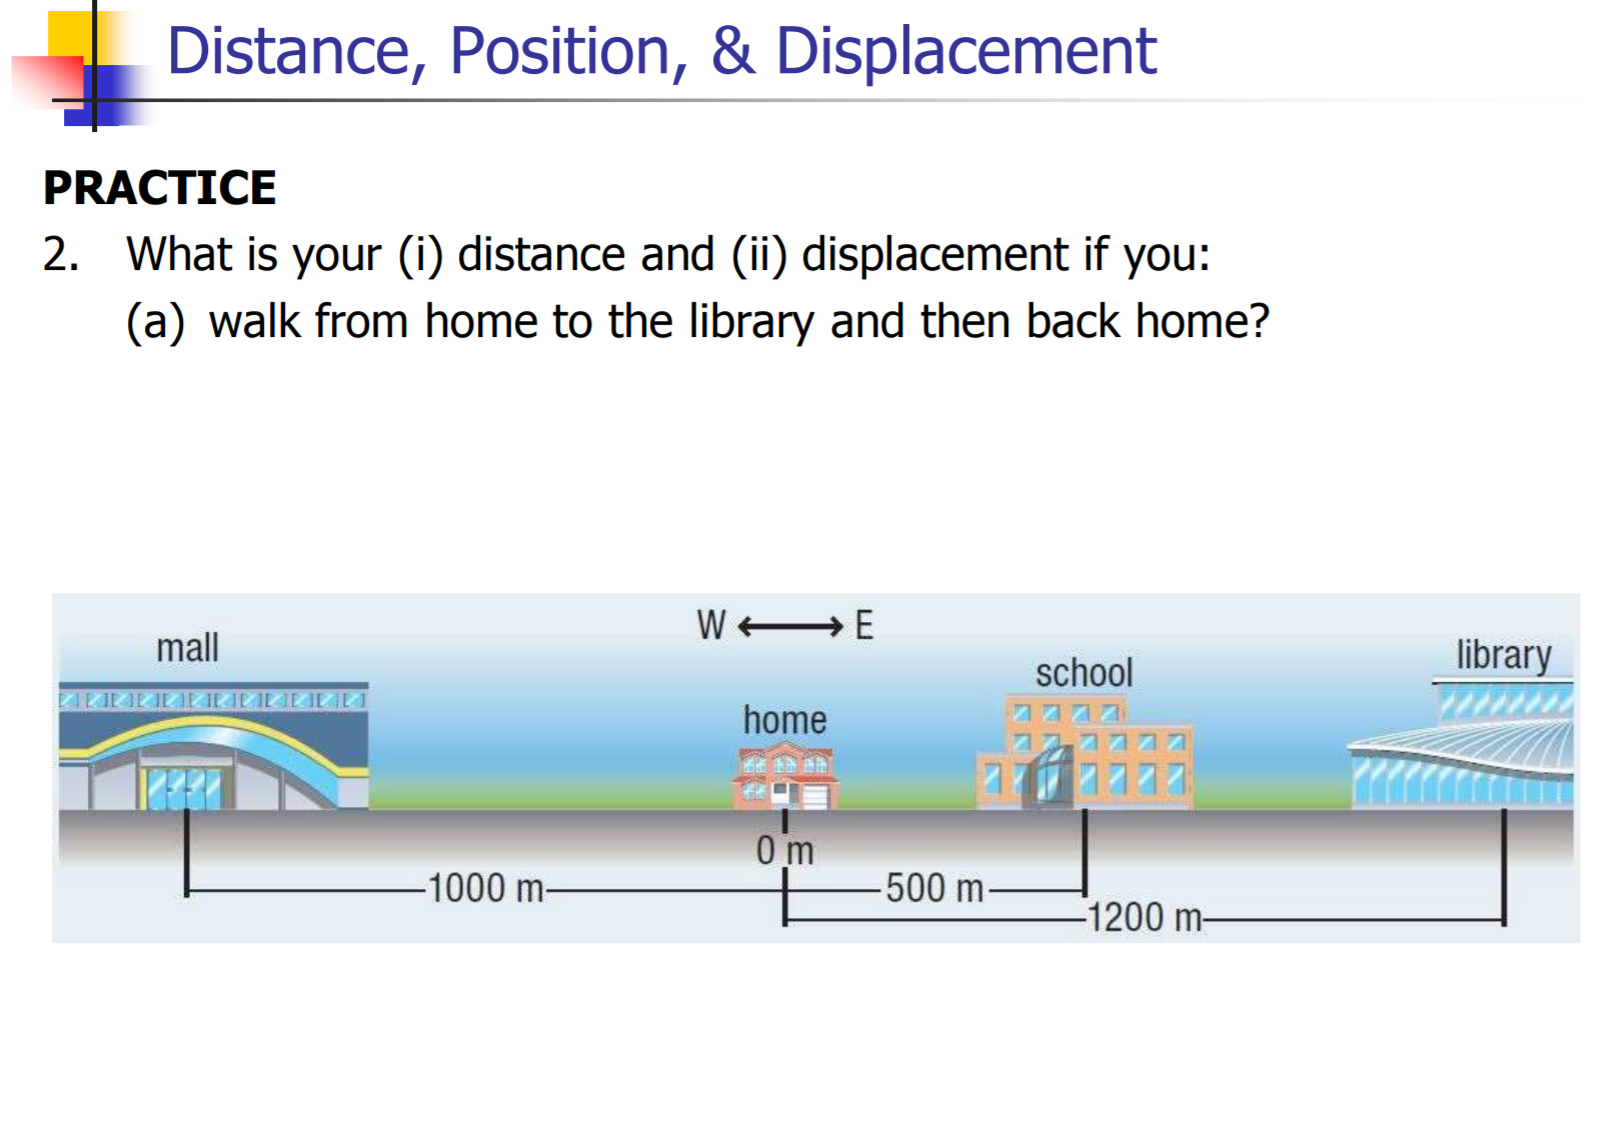 Distance, Position, & Displacement
PRACTICE
2. What is your (i) distance and (ii) displacement if you:
(a) walk from home to the library and then back home?
W E
mall
school
library
home
0 m
1000 m
500 m
1200 m